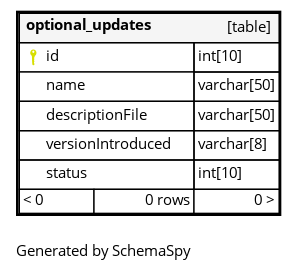 optional_updates [table]
id int[10]
name varchar[50]
descriptionFile varchar[50]
versionIntroduced varchar[8]
status int[10]
< 0 0 rows 0 >
Generated by SchemaSpy